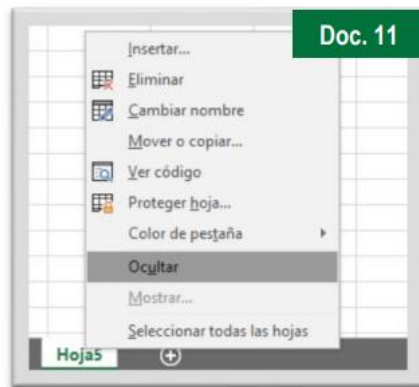 Doc. 11
Insertar...
Eliminar
Cambiar nombre
Mover o copiar...
Ver código
Proteger hoja...
Color de pestaña
Ocultar
Mostrar...
Seleccionar todas las hojas
Hoja5